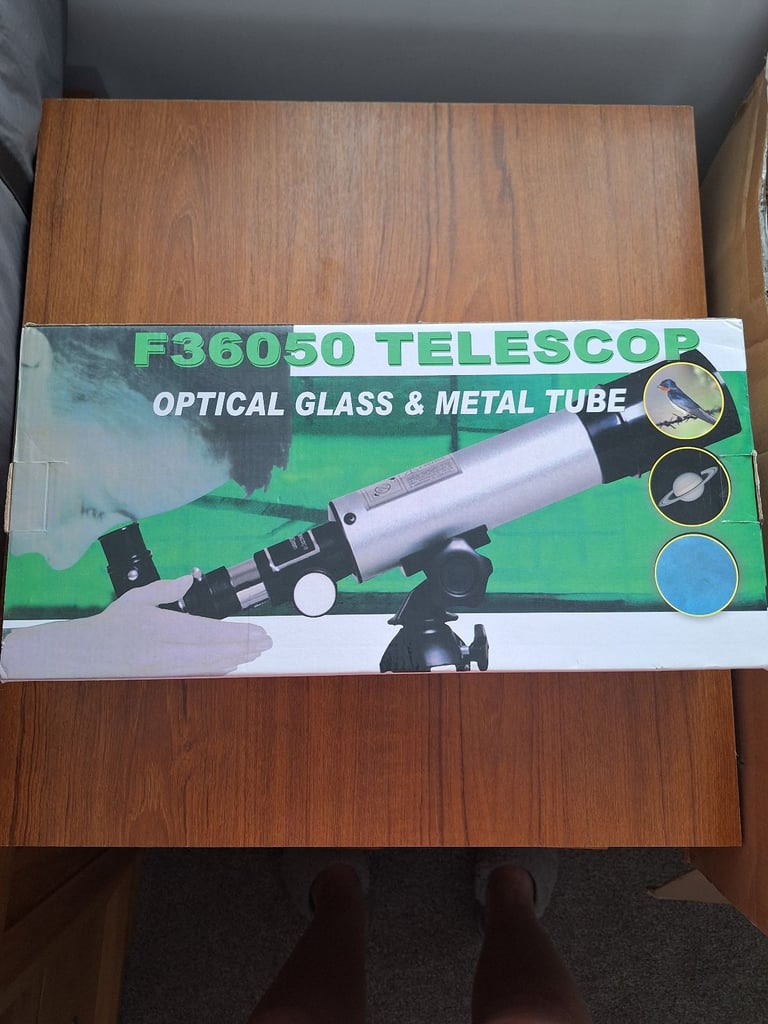 F36050 TELESCOP
OPTICAL GLASS & METAL TUBE